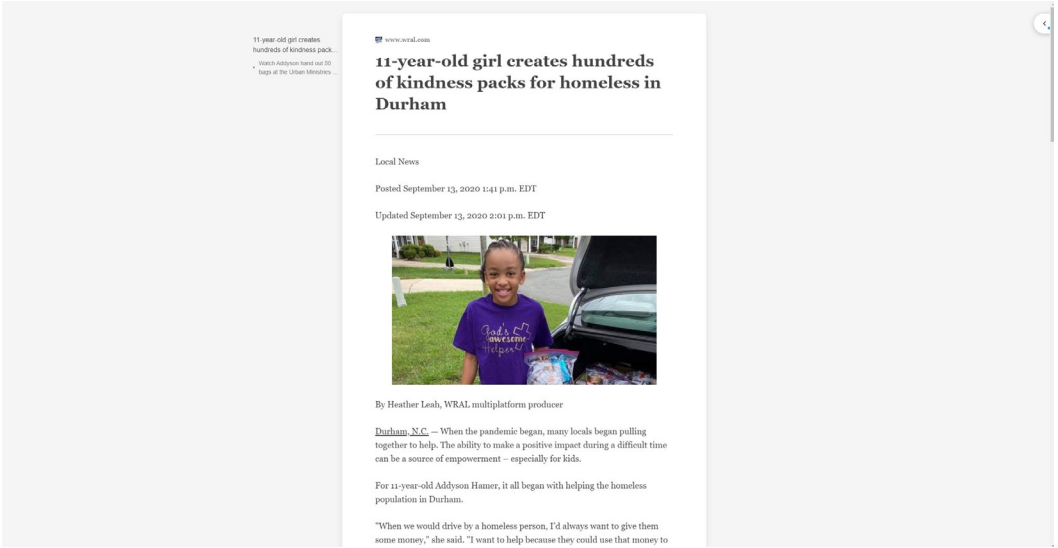 11-year-old girl creates
hundreds of kindness pack...
Watch Addyson hand out 50
bags at the Urban Ministries ...
www.wral.com
11-year-old girl creates hundreds
of kindness packs for homeless in
Durham
Local News
Posted September 13, 2020 1:41 p.m. EDT
Updated September 13, 2020 2:01 p.m. EDT
God's
awesome
Helper
By Heather Leah, WRAL multiplatform producer
Durham, N.C. — When the pandemic began, many locals began pulling
together to help. The ability to make a positive impact during a difficult time
can be a source of empowerment – especially for kids.
For 11-year-old Addyson Hamer, it all began with helping the homeless
population in Durham.
"When we would drive by a homeless person, I'd always want to give them
some money," she said. "I want to help because they could use that money to